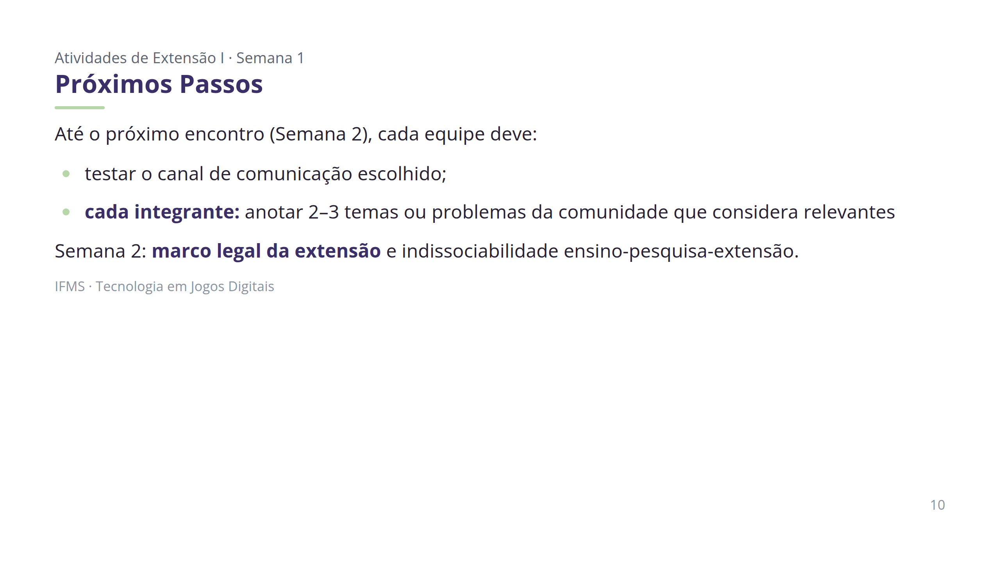 Atividades de Extensão I · Semana 1
Próximos Passos
Até o próximo encontro (Semana 2), cada equipe deve:
• testar o canal de comunicação escolhido;
• cada integrante: anotar 2–3 temas ou problemas da comunidade que considera relevantes
Semana 2: marco legal da extensão e indissociabilidade ensino-pesquisa-extensão.
IFMS · Tecnologia em Jogos Digitais
10